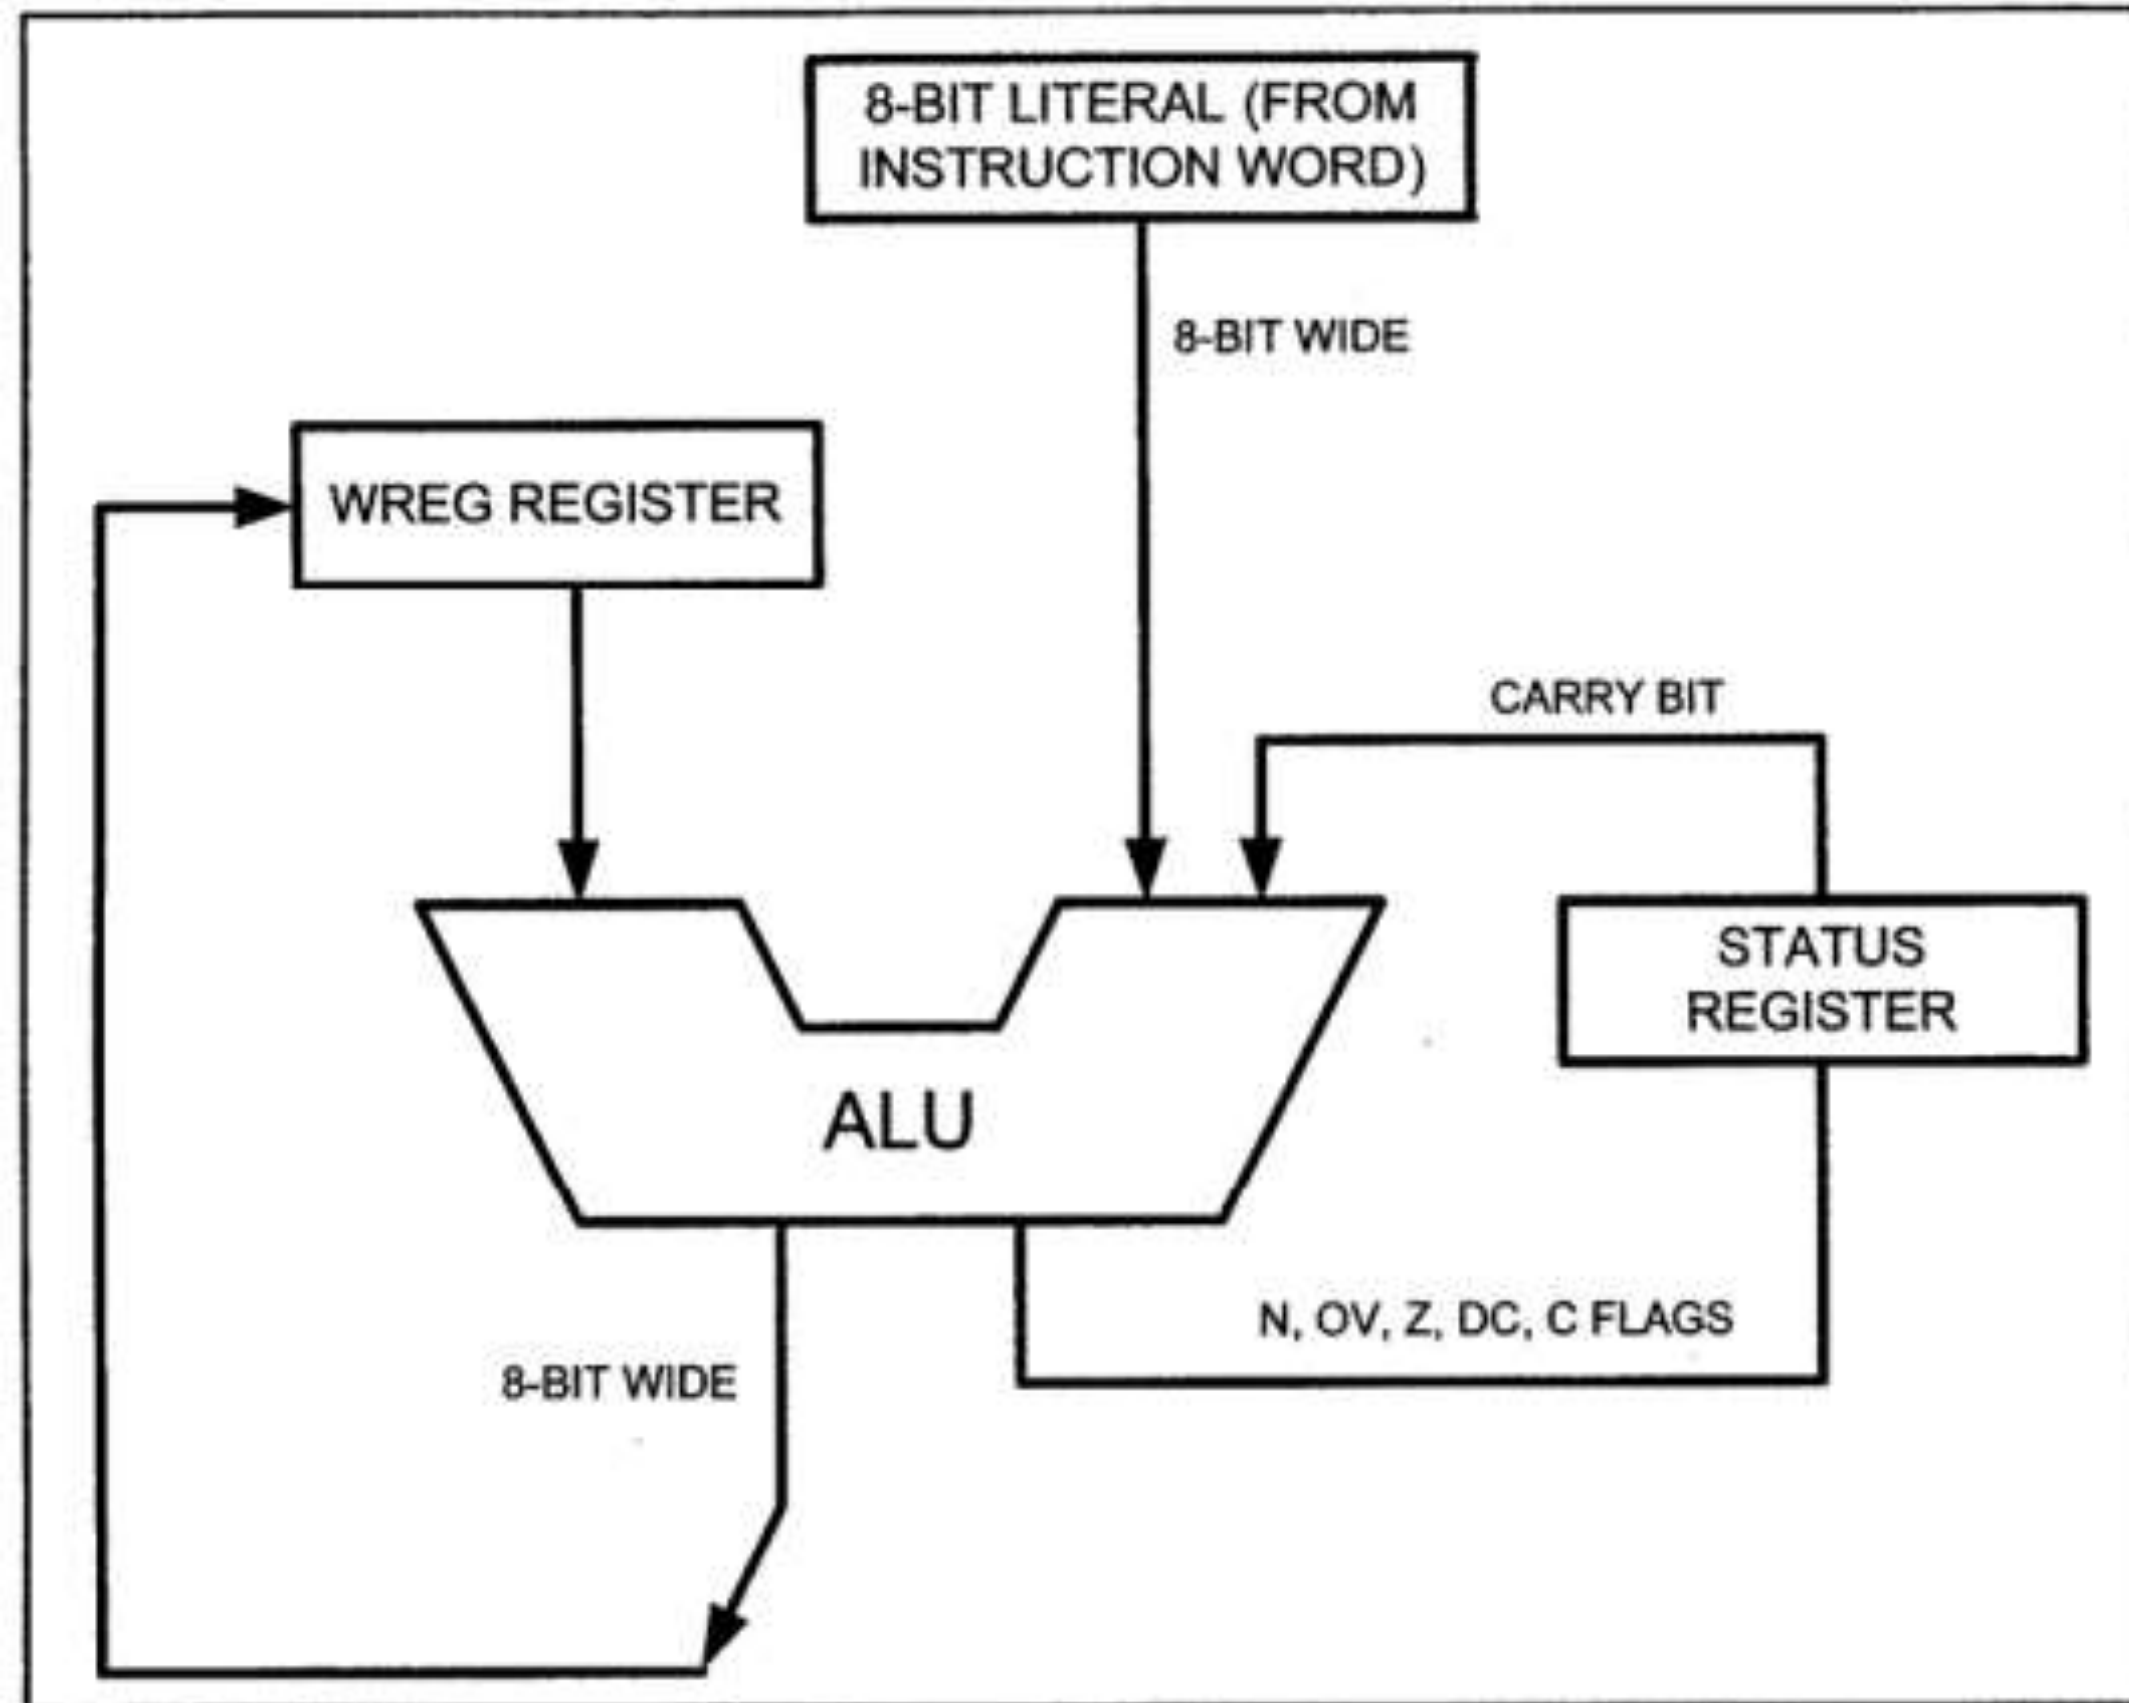 8-BIT LITERAL (FROM
INSTRUCTION WORD)
8-BIT WIDE
WREG REGISTER
CARRY BIT
STATUS
REGISTER
ALU
N, OV, Z, DC, C FLAGS
8-BIT WIDE